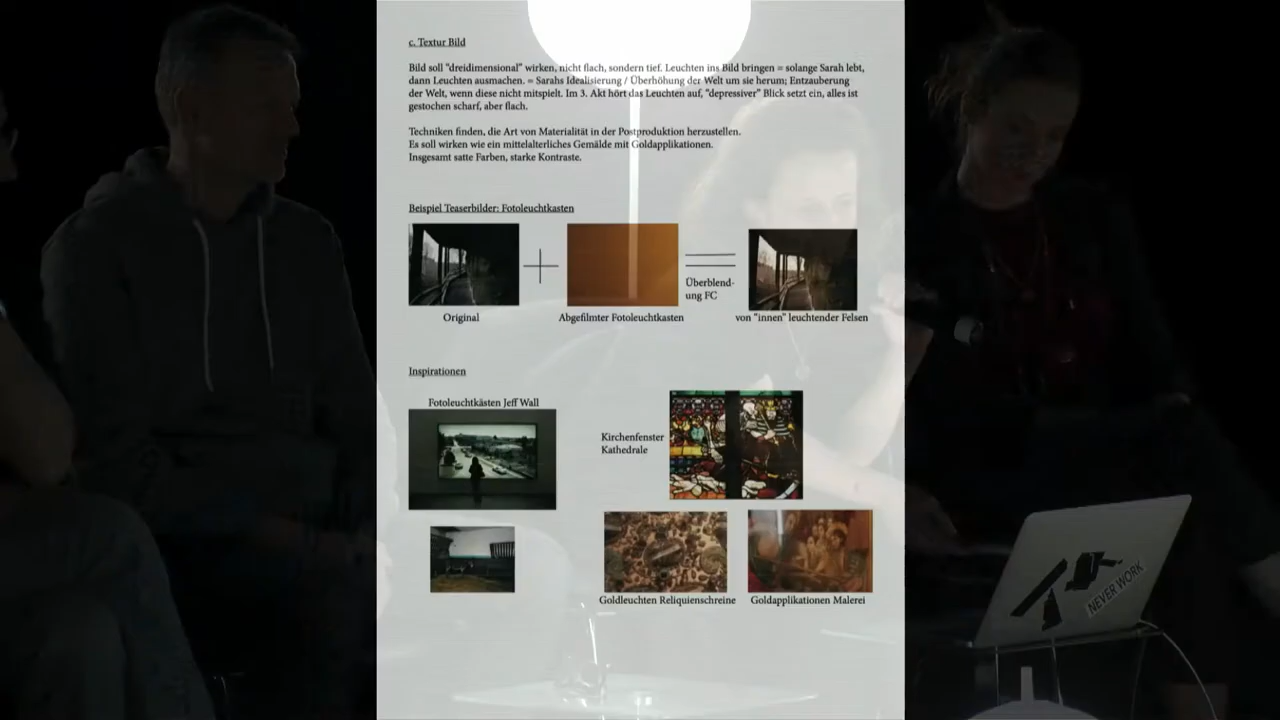 c. Textur Bild
Bild soll "dreidimensional" wirken, nicht flach, sondern tief. Leuchten ins Bild bringen = solange Sarah lebt,
dann Leuchten ausmachen. = Sarahs Idealisierung / Überhöhung der Welt um sie herum; Entzauberung
der Welt, wenn diese nicht mitspielt. Im 3. Akt hört das Leuchten auf, "depressiver" Blick setzt ein, alles ist
gestochen scharf, aber flach.
Techniken finden, die Art von Materialität in der Postproduktion herzustellen.
Es soll wirken wie ein mittelalterliches Gemälde mit Goldapplikationen.
Insgesamt satte Farben, starke Kontraste.
Beispiel Teaserbilder: Fotoleuchtkasten
Überblend-
ung FC
Original
Abgefilmter Fotoleuchtkasten
von "innen" leuchtender Felsen
Inspirationen
Fotoleuchtkästen Jeff Wall
Kirchenfenster
Kathedrale
Goldleuchten Reliquienschreine
Goldapplikationen Malerei
NEVER WORK